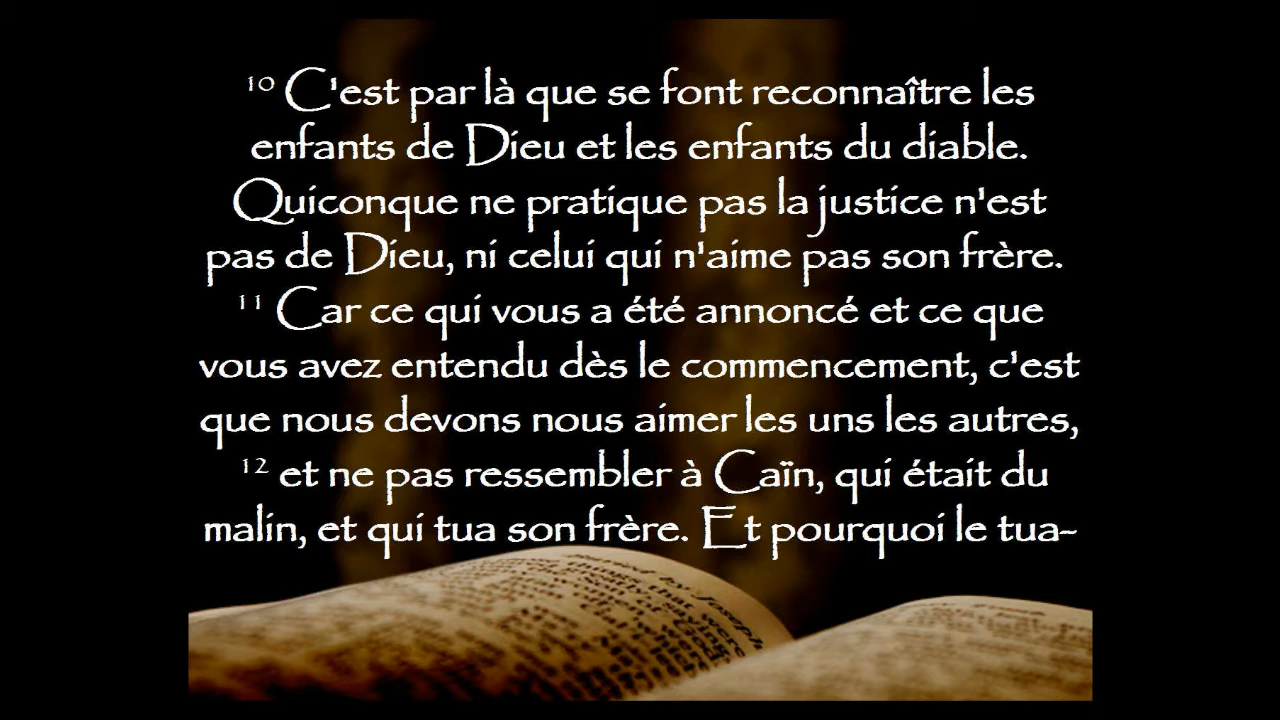 10 C'est par là que se font reconnaître les
enfants de Dieu et les enfants du diable.
Quiconque ne pratique pas la justice n'est
pas de Dieu, ni celui qui n'aime pas son frère.
11 Car ce qui vous a été annoncé et ce que
vous avez entendu dès le commencement, c'est
que nous devons nous aimer les uns les autres,
12 et ne pas ressembler à Caïn, qui était du
malin, et qui tua son frère. Et pourquoi le tua-
by Joseph
that were